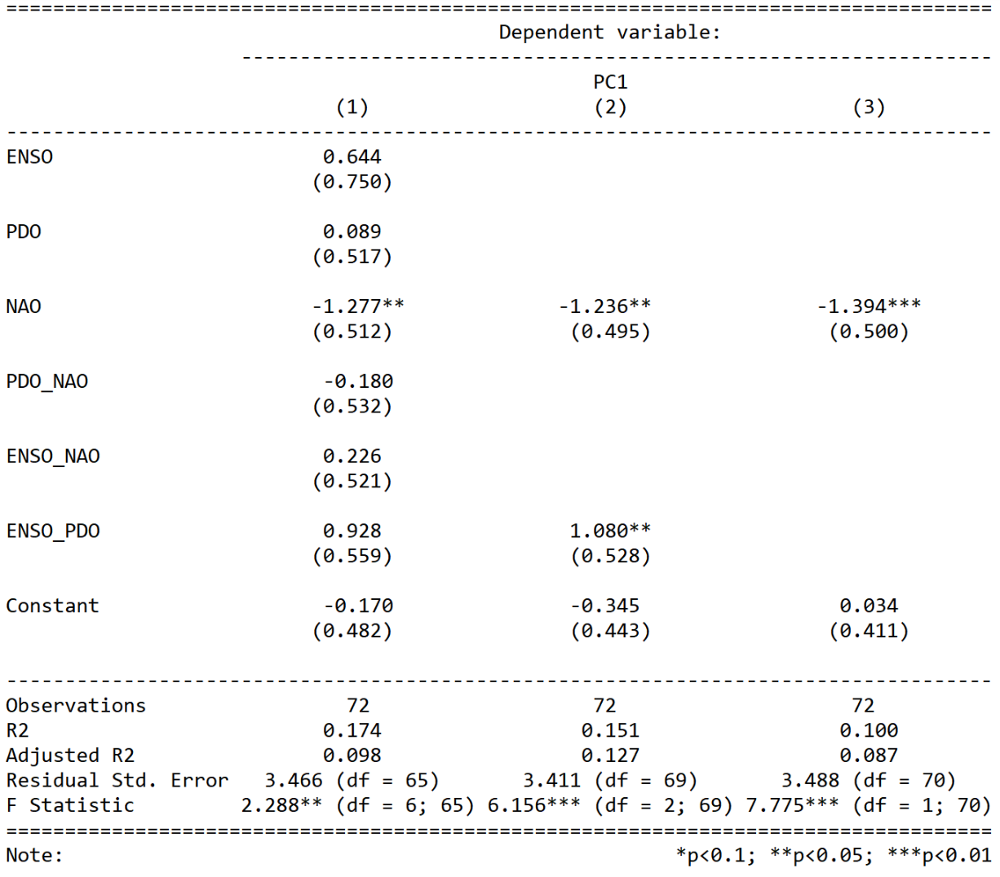 ==========================================================================================
Dependent variable:
--------------------------------------------------------------------
PC1
(1) (2) (3)
------------------------------------------------------------------------------------------
ENSO 0.644
(0.750)
PDO 0.089
(0.517)
NAO -1.277** -1.236** -1.394***
(0.512) (0.495) (0.500)
PDO_NAO -0.180
(0.532)
ENSO_NAO 0.226
(0.521)
ENSO_PDO 0.928 1.080**
(0.559) (0.528)
Constant -0.170 -0.345 0.034
(0.482) (0.443) (0.411)
------------------------------------------------------------------------------------------
Observations 72 72 72
R2 0.174 0.151 0.100
Adjusted R2 0.098 0.127 0.087
Residual Std. Error 3.466 (df = 65) 3.411 (df = 69) 3.488 (df = 70)
F Statistic 2.288** (df = 6; 65) 6.156*** (df = 2; 69) 7.775*** (df = 1; 70)
==========================================================================================
Note: *p<0.1; **p<0.05; ***p<0.01